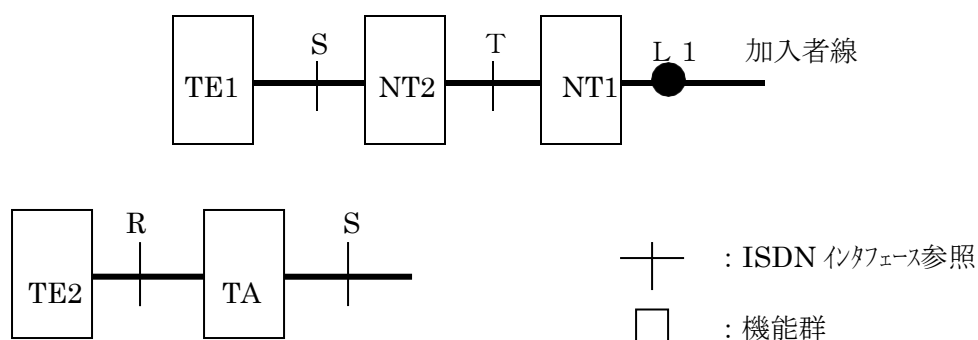 S T L 1 加入者線
TE1 NT2 NT1
R S
: ISDN インタフェース参照
TE2 TA
: 機能群